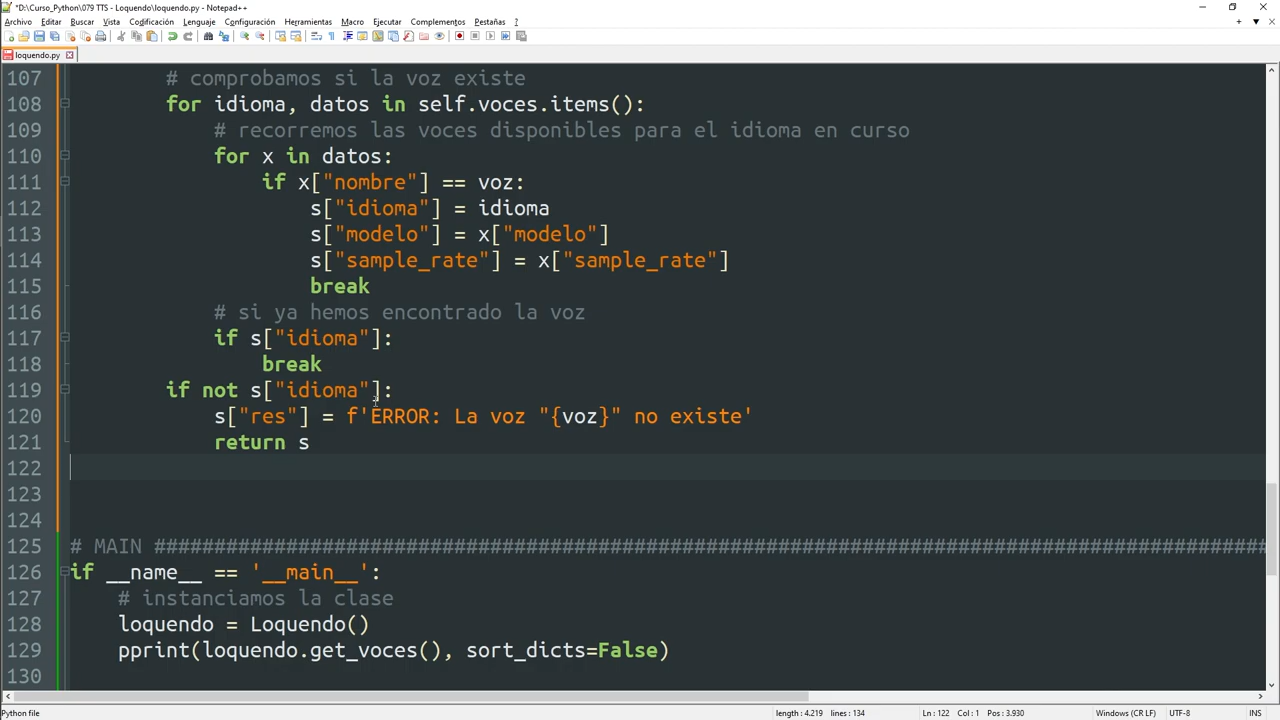 *D:\Curso_Python\079 TTS - Loquendo\loquendo.py - Notepad++
Archivo Editar Buscar Vista Codificación Lenguaje Configuración Herramientas Macro Ejecutar Complementos Pestañas ?
loquendo.py
107 # comprobamos si la voz existe
108 for idioma, datos in self.voces.items():
109 # recorremos las voces disponibles para el idioma en curso
110 for x in datos:
111 if x["nombre"] == voz:
112 s["idioma"] = idioma
113 s["modelo"] = x["modelo"]
114 s["sample_rate"] = x["sample_rate"]
115 break
116 # si ya hemos encontrado la voz
117 if s["idioma"]:
118 break
119 if not s["idioma"]:
120 s["res"] = f'ERROR: La voz "{voz}" no existe'
121 return s
122
123
124
125 # MAIN ####################################################################################################
126 if __name__ == '__main__':
127 # instanciamos la clase
128 loquendo = Loquendo()
129 pprint(loquendo.get_voces(), sort_dicts=False)
130
Python file length : 4.219 lines : 134 Ln : 122 Col : 1 Pos : 3.930 Windows (CR LF) UTF-8 INS